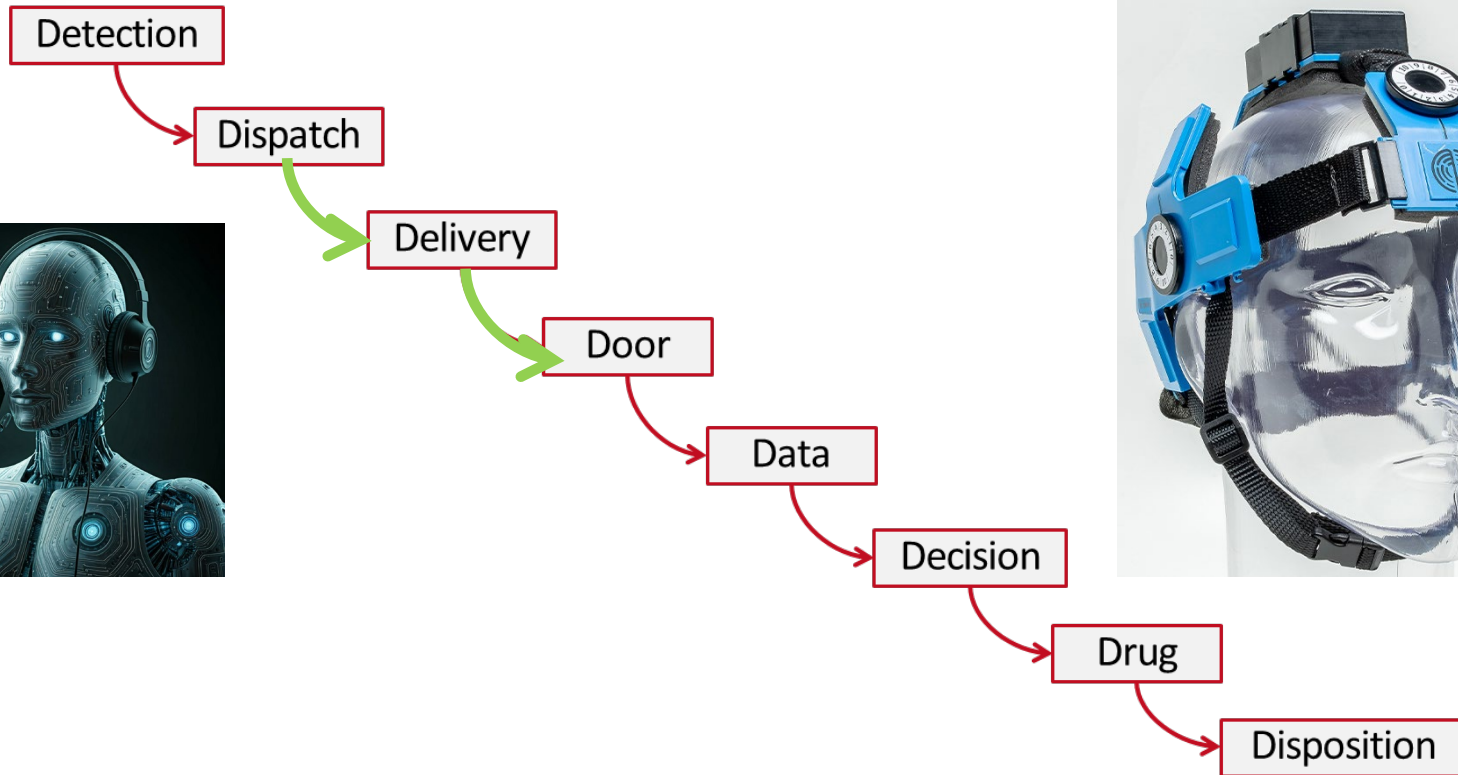 Detection
Dispatch
Delivery
Door
Data
Decision
Drug
Disposition